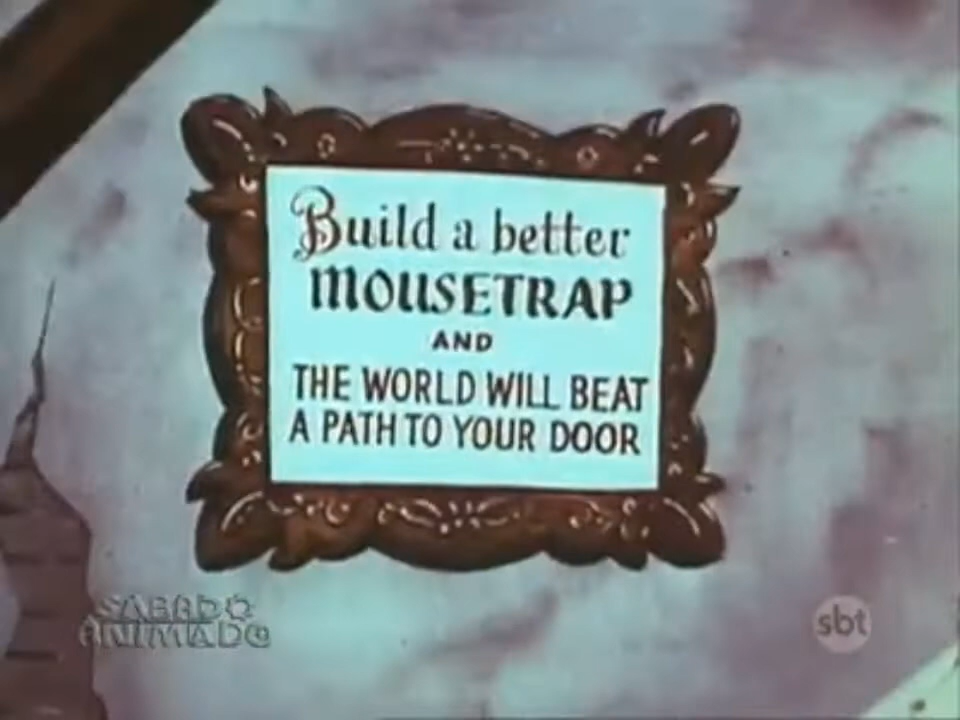 Build a better
MOUSETRAP
AND
THE WORLD WILL BEAT
A PATH TO YOUR DOOR
SABADO
ANIMADO
sbt